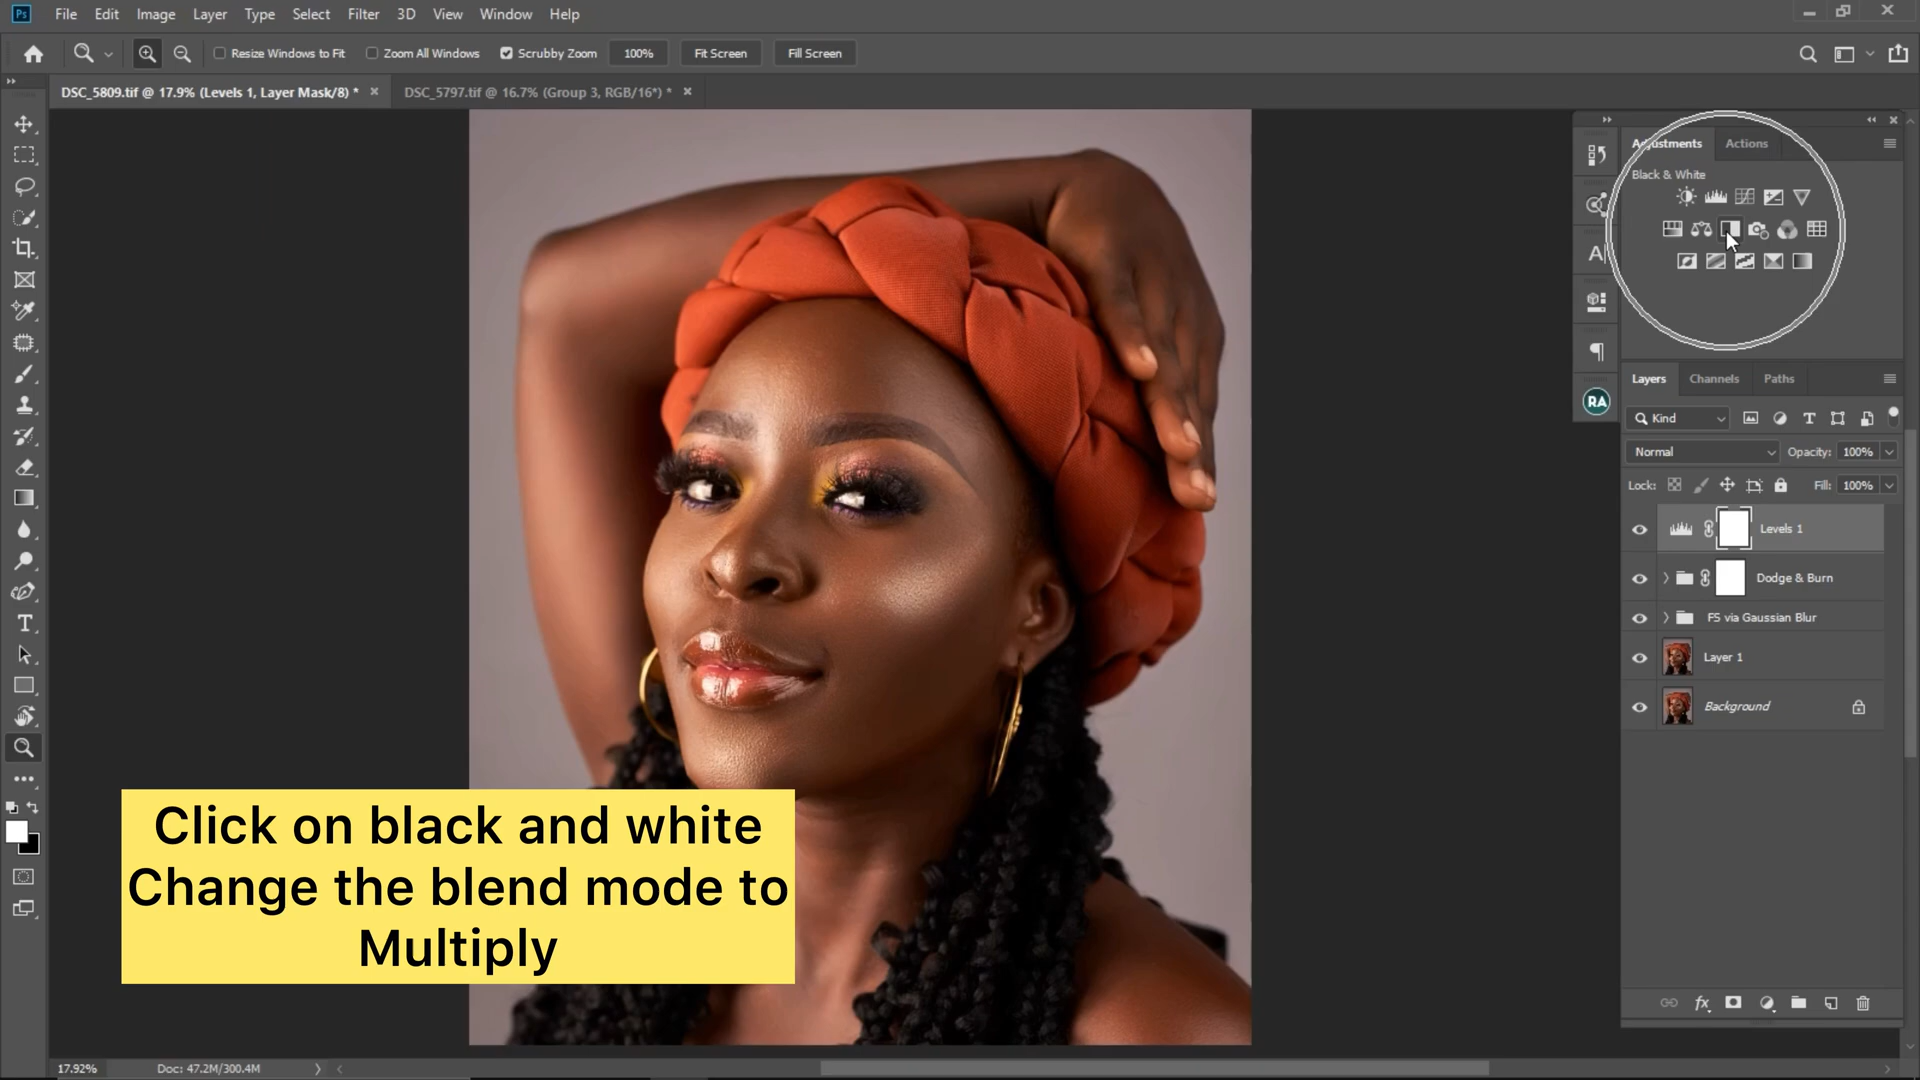 Ps File Edit Image Layer Type Select Filter 3D View Window Help
Resize Windows to Fit Zoom All Windows Scrubby Zoom 100% Fit Screen Fill Screen
DSC_5809.tif @ 17.9% (Levels 1, Layer Mask/8) * × DSC_5797.tif @ 16.7% (Group 3, RGB/16*) * ×
Adjustments Actions
Black & White
RA
Layers Channels Paths
Kind
Normal Opacity: 100%
Lock: Fill: 100%
Levels 1
Dodge & Burn
FS via Gaussian Blur
Layer 1
Background
Click on black and white
Change the blend mode to
Multiply
fx
17.92% Doc: 47.2M/300.4M